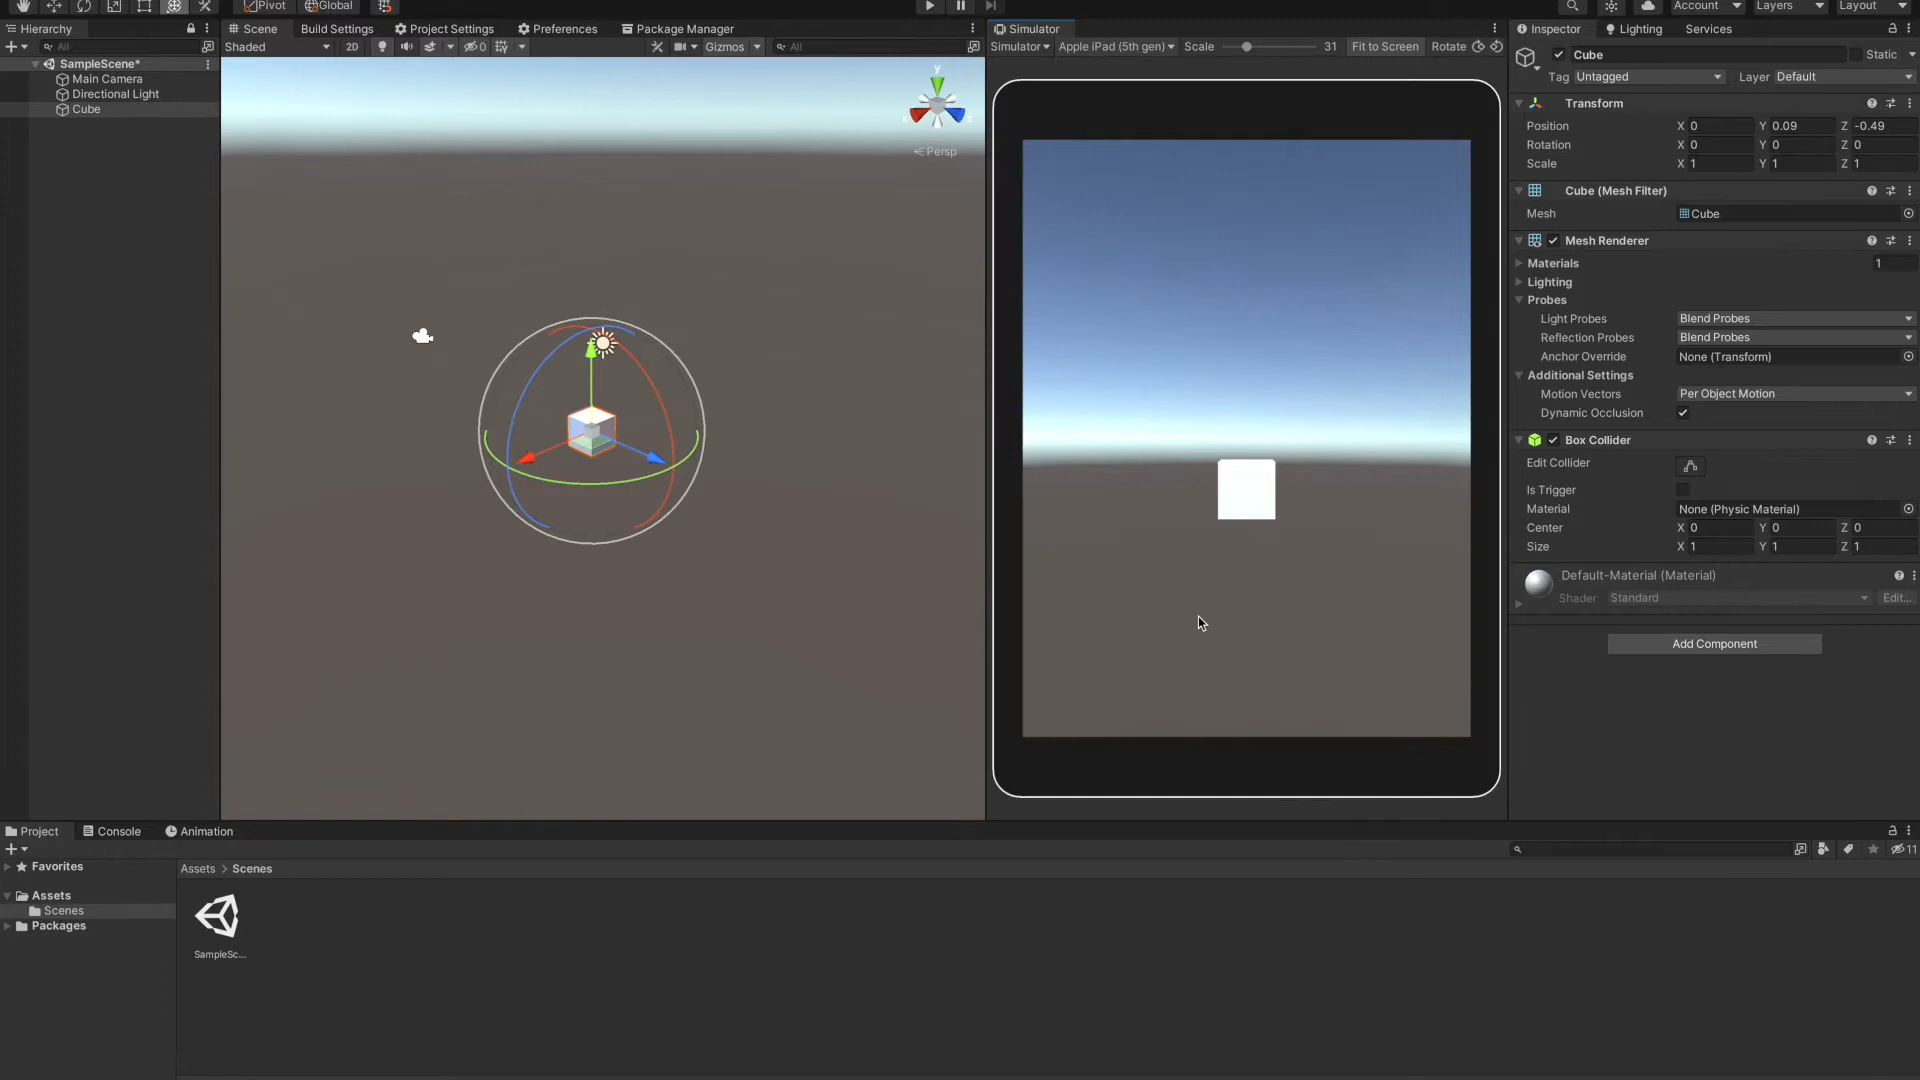 Pivot Global Account Layers Layout
Hierarchy Scene Build Settings Project Settings Preferences Package Manager Simulator Inspector Lighting Services
All Shaded 2D 0 Gizmos All Simulator Apple iPad (5th gen) Scale 31 Fit to Screen Rotate
SampleScene*
Main Camera
Directional Light
Cube
y
x
z
Persp
Cube Static
Tag Untagged Layer Default
Transform
Position X 0 Y 0.09 Z -0.49
Rotation X 0 Y 0 Z 0
Scale X 1 Y 1 Z 1
Cube (Mesh Filter)
Mesh Cube
Mesh Renderer
Materials 1
Lighting
Probes
Light Probes Blend Probes
Reflection Probes Blend Probes
Anchor Override None (Transform)
Additional Settings
Motion Vectors Per Object Motion
Dynamic Occlusion
Box Collider
Edit Collider
Is Trigger
Material None (Physic Material)
Center X 0 Y 0 Z 0
Size X 1 Y 1 Z 1
Default-Material (Material)
Shader Standard Edit...
Add Component
Project Console Animation
11
Favorites
Assets > Scenes
Assets
Scenes
Packages
SampleSc...